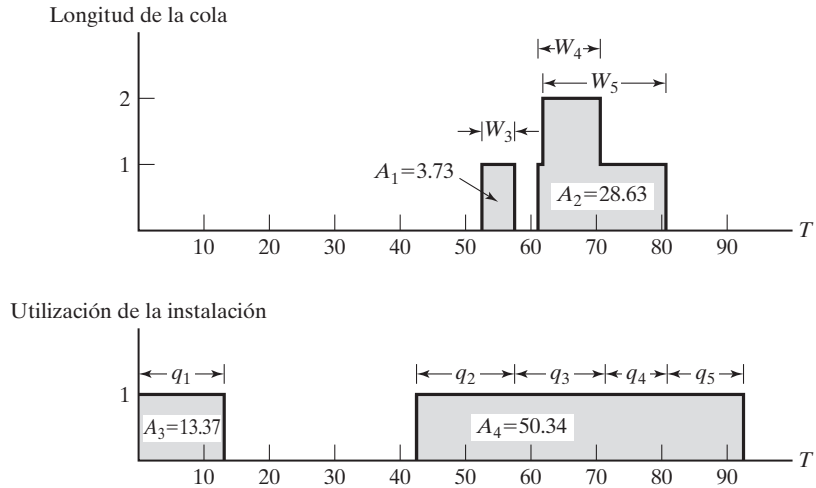 Longitud de la cola
W4
W5
2
W3
1
A1=3.73
A2=28.63
10 20 30 40 50 60 70 80 90 T
Utilización de la instalación
q1 q2 q3 q4 q5
1
A3=13.37 A4=50.34
10 20 30 40 50 60 70 80 90 T